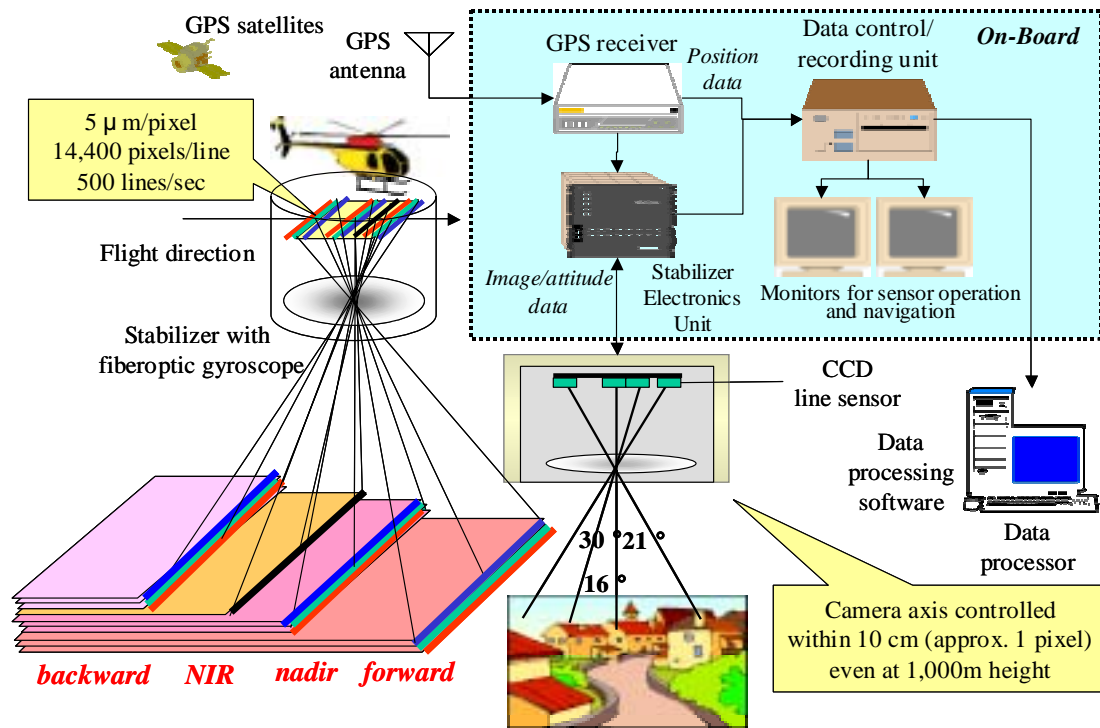 GPS satellites
GPS
antenna
5 μ m/pixel
14,400 pixels/line
500 lines/sec
Flight direction
Stabilizer with
fiberoptic gyroscope
backward NIR nadir forward
On-Board
GPS receiver
Position
data
Data control/
recording unit
Image/attitude
data
Stabilizer
Electronics
Unit
Monitors for sensor operation
and navigation
CCD
line sensor
30° 21°
16°
Data
processing
software
Data
processor
Camera axis controlled
within 10 cm (approx. 1 pixel)
even at 1,000m height